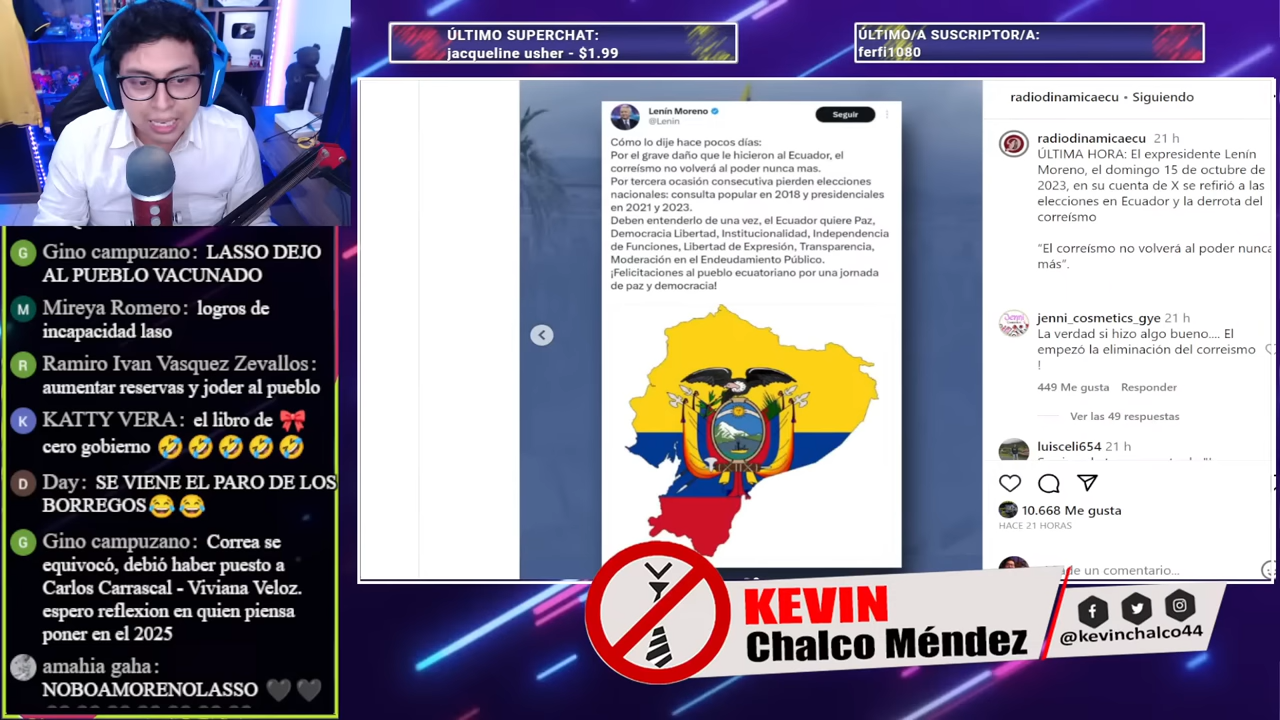 ÚLTIMO SUPERCHAT:
jacqueline usher - $1.99
ÚLTIMO/A SUSCRIPTOR/A:
ferfi1080
Gino campuzano: LASSO DEJO
AL PUEBLO VACUNADO
Mireya Romero: logros de
incapacidad laso
Ramiro Ivan Vasquez Zevallos:
aumentar reservas y joder al pueblo
KATTY VERA: el libro de 🎀
cero gobierno 🤣🤣🤣🤣🤣
Day: SE VIENE EL PARO DE LOS
BORREGOS😂😂
Gino campuzano: Correa se
equivocó, debió haber puesto a
Carlos Carrascal - Viviana Veloz.
espero reflexion en quien piensa
poner en el 2025
amahia gaha:
NOBOAMORENOLASSO 🖤🖤
Lenín Moreno
@Lenin
Seguir
Cómo lo dije hace pocos días:
Por el grave daño que le hicieron al Ecuador, el
correísmo no volverá al poder nunca mas.
Por tercera ocasión consecutiva pierden elecciones
nacionales: consulta popular en 2018 y presidenciales
en 2021 y 2023.
Deben entenderlo de una vez, el Ecuador quiere Paz,
Democracia Libertad, Institucionalidad, Independencia
de Funciones, Libertad de Expresión, Transparencia,
Moderación en el Endeudamiento Público.
¡Felicitaciones al pueblo ecuatoriano por una jornada
de paz y democracia!
radiodinamicaecu • Siguiendo
radiodinamicaecu 21 h
ÚLTIMA HORA: El expresidente Lenín
Moreno, el domingo 15 de octubre de
2023, en su cuenta de X se refirió a las
elecciones en Ecuador y la derrota del
correísmo
“El correísmo no volverá al poder nunca
más”.
jenni_cosmetics_gye 21 h
La verdad si hizo algo bueno.... El
empezó la eliminación del correismo
!
449 Me gusta Responder
Ver las 49 respuestas
luisceli654 21 h
10.668 Me gusta
HACE 21 HORAS
de un comentario...
KEVIN
Chalco Méndez
@kevinchalco44